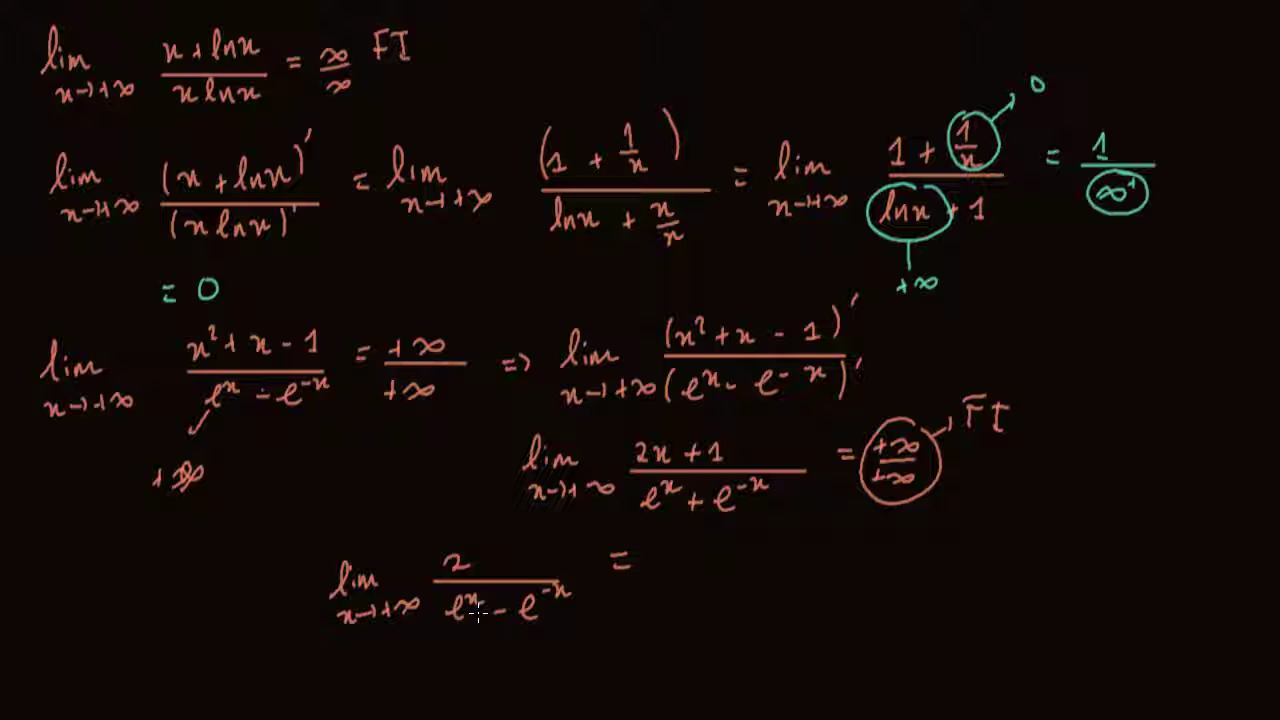 lim x→+∞ (x + ln x)/(x ln x) = ∞/∞ FI
lim x→+∞ (x + ln x)'/(x ln x)' = lim x→+∞ (1 + 1/x)/(ln x + x/x) = lim x→+∞ (1 + 1/x → 0)/(ln x + 1) = 1/∞⁺
+∞
= 0
lim x→+∞ (x² + x - 1)/(eˣ - e⁻ˣ) = +∞/+∞ => lim x→+∞ (x² + x - 1)'/(eˣ - e⁻ˣ)'
+∞
lim x→+∞ (2x + 1)/(eˣ + e⁻ˣ) = +∞/+∞ → FI
lim x→+∞ 2/(eˣ - e⁻ˣ) =